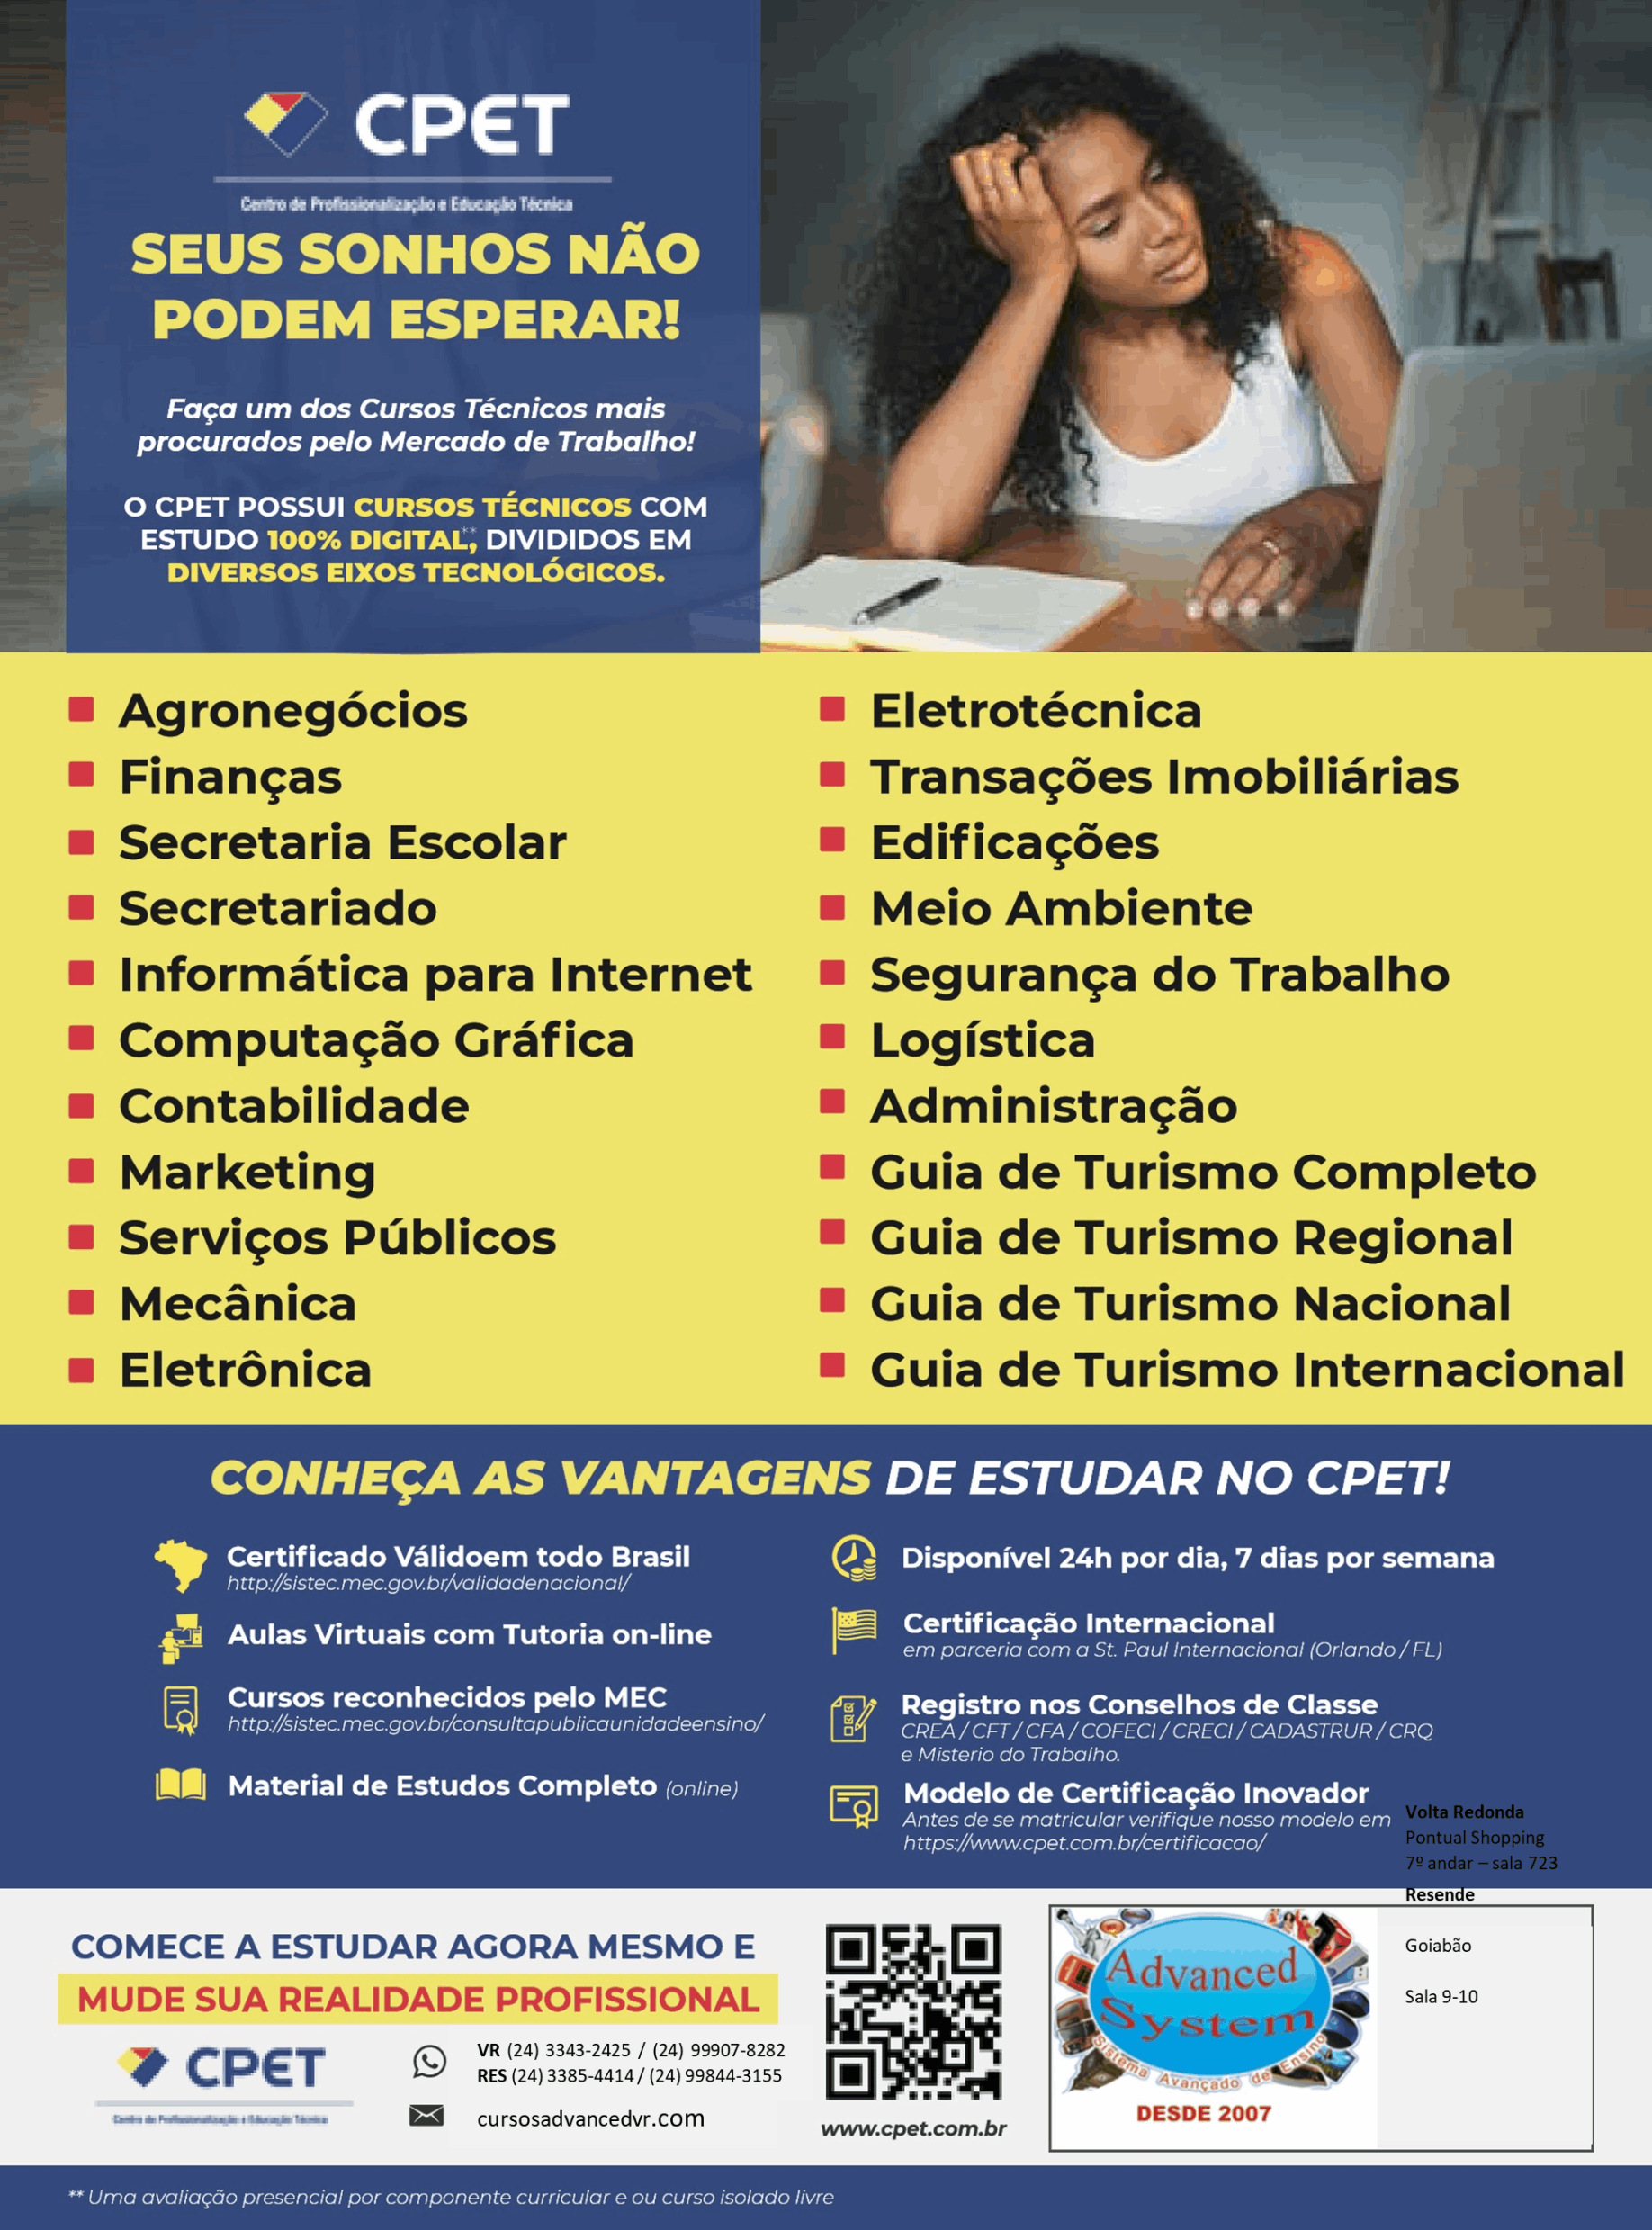 CPET
Centro de Profissionalização e Educação Técnica
SEUS SONHOS NÃO
PODEM ESPERAR!
Faça um dos Cursos Técnicos mais
procurados pelo Mercado de Trabalho!
O CPET POSSUI CURSOS TÉCNICOS COM
ESTUDO 100% DIGITAL,** DIVIDIDOS EM
DIVERSOS EIXOS TECNOLÓGICOS.
Agronegócios
Finanças
Secretaria Escolar
Secretariado
Informática para Internet
Computação Gráfica
Contabilidade
Marketing
Serviços Públicos
Mecânica
Eletrônica
Eletrotécnica
Transações Imobiliárias
Edificações
Meio Ambiente
Segurança do Trabalho
Logística
Administração
Guia de Turismo Completo
Guia de Turismo Regional
Guia de Turismo Nacional
Guia de Turismo Internacional
CONHEÇA AS VANTAGENS DE ESTUDAR NO CPET!
Certificado Válidoem todo Brasil
http://sistec.mec.gov.br/validadenacional/
Aulas Virtuais com Tutoria on-line
Cursos reconhecidos pelo MEC
http://sistec.mec.gov.br/consultapublicaunidadeensino/
Material de Estudos Completo (online)
Disponível 24h por dia, 7 dias por semana
Certificação Internacional
em parceria com a St. Paul Internacional (Orlando / FL)
Registro nos Conselhos de Classe
CREA / CFT / CFA / COFECI / CRECI / CADASTRUR / CRQ
e Misterio do Trabalho.
Modelo de Certificação Inovador
Antes de se matricular verifique nosso modelo em
https://www.cpet.com.br/certificacao/
Volta Redonda
Pontual Shopping
7º andar – sala 723
Resende
Goiabão
Sala 9-10
COMECE A ESTUDAR AGORA MESMO E
MUDE SUA REALIDADE PROFISSIONAL
CPET
Centro de Profissionalização e Educação Técnica
VR (24) 3343-2425 / (24) 99907-8282
RES (24) 3385-4414 / (24) 99844-3155
cursosadvancedvr.com
www.cpet.com.br
Advanced
System
Sistema Avançado de Ensino
DESDE 2007
** Uma avaliação presencial por componente curricular e ou curso isolado livre